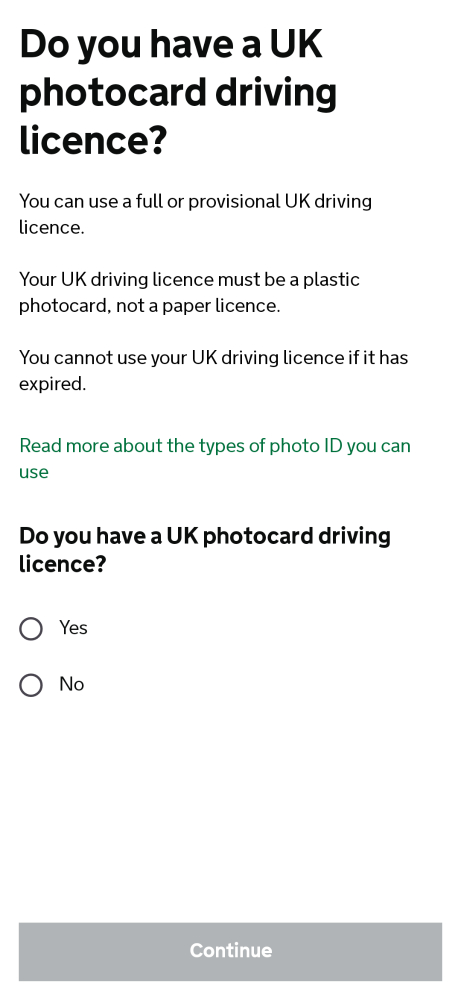 Do you have a UK
photocard driving
licence?
You can use a full or provisional UK driving
licence.
Your UK driving licence must be a plastic
photocard, not a paper licence.
You cannot use your UK driving licence if it has
expired.
Read more about the types of photo ID you can
use
Do you have a UK photocard driving
licence?
Yes
No
Continue